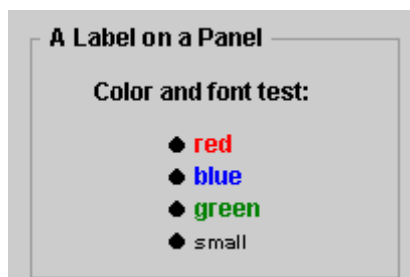 A Label on a Panel
Color and font test:
● red
● blue
● green
● small